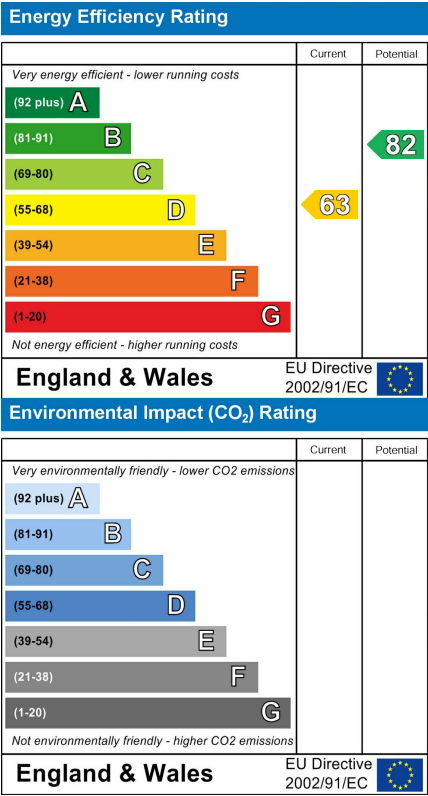 Energy Efficiency Rating
Current Potential
Very energy efficient - lower running costs
(92 plus) A
(81-91) B
82
(69-80) C
(55-68) D
63
(39-54) E
(21-38) F
(1-20) G
Not energy efficient - higher running costs
England & Wales
EU Directive
2002/91/EC
Environmental Impact (CO₂) Rating
Current Potential
Very environmentally friendly - lower CO2 emissions
(92 plus) A
(81-91) B
(69-80) C
(55-68) D
(39-54) E
(21-38) F
(1-20) G
Not environmentally friendly - higher CO2 emissions
England & Wales
EU Directive
2002/91/EC